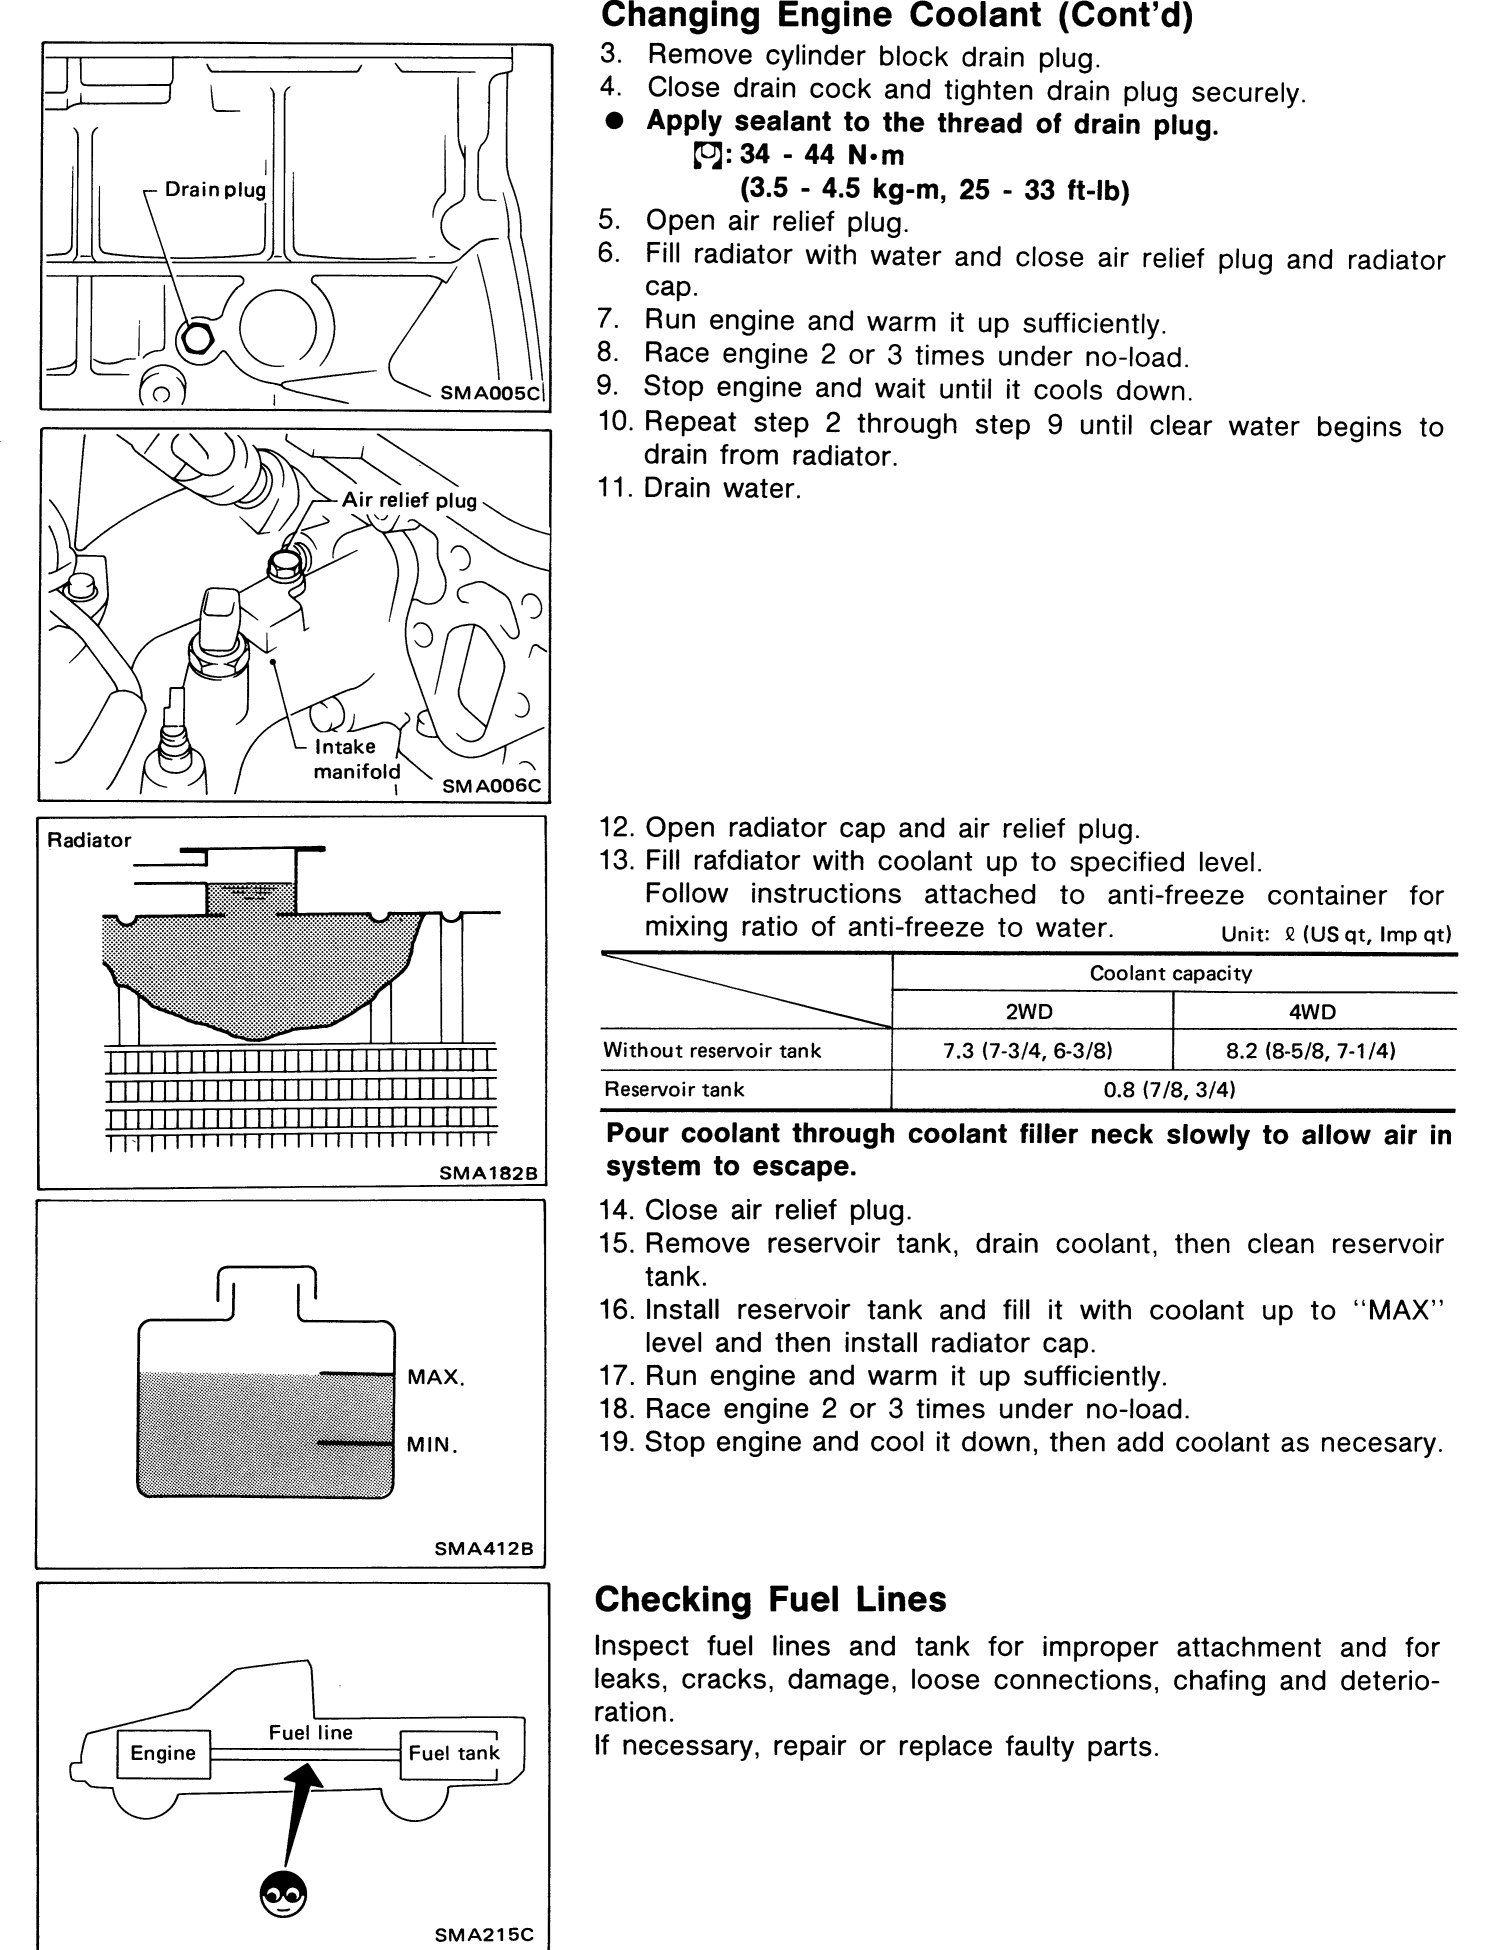 Changing Engine Coolant (Cont'd)
3. Remove cylinder block drain plug.
4. Close drain cock and tighten drain plug securely.
● Apply sealant to the thread of drain plug.
: 34 - 44 N•m
(3.5 - 4.5 kg-m, 25 - 33 ft-lb)
5. Open air relief plug.
6. Fill radiator with water and close air relief plug and radiator
cap.
7. Run engine and warm it up sufficiently.
8. Race engine 2 or 3 times under no-load.
9. Stop engine and wait until it cools down.
10. Repeat step 2 through step 9 until clear water begins to
drain from radiator.
11. Drain water.
Drain plug
SMA005C
Air relief plug
Intake
manifold
SMA006C
12. Open radiator cap and air relief plug.
13. Fill rafdiator with coolant up to specified level.
Follow instructions attached to anti-freeze container for
mixing ratio of anti-freeze to water.
Unit: ℓ (US qt, Imp qt)
Coolant capacity
2WD 4WD
Without reservoir tank 7.3 (7-3/4, 6-3/8) 8.2 (8-5/8, 7-1/4)
Reservoir tank 0.8 (7/8, 3/4)
Pour coolant through coolant filler neck slowly to allow air in
system to escape.
Radiator
SMA182B
14. Close air relief plug.
15. Remove reservoir tank, drain coolant, then clean reservoir
tank.
16. Install reservoir tank and fill it with coolant up to "MAX"
level and then install radiator cap.
17. Run engine and warm it up sufficiently.
18. Race engine 2 or 3 times under no-load.
19. Stop engine and cool it down, then add coolant as necesary.
MAX.
MIN.
SMA412B
Checking Fuel Lines
Inspect fuel lines and tank for improper attachment and for
leaks, cracks, damage, loose connections, chafing and deterio-
ration.
If necessary, repair or replace faulty parts.
Fuel line
Engine
Fuel tank
SMA215C